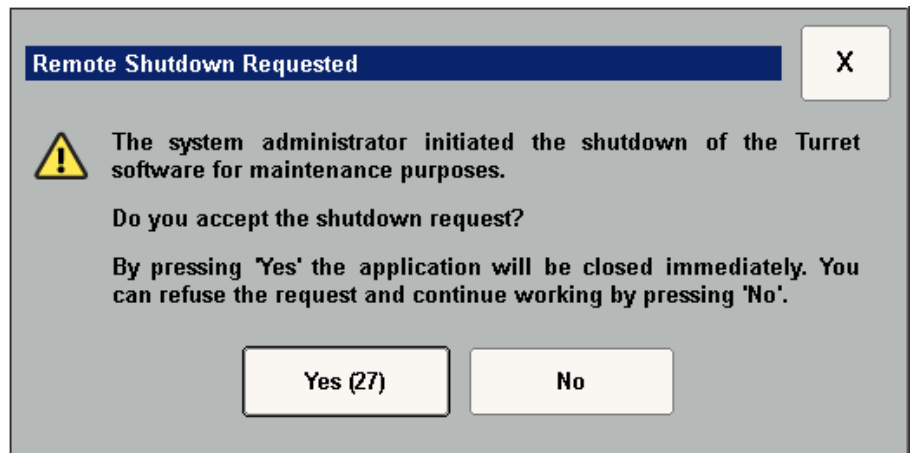 Remote Shutdown Requested
X
The system administrator initiated the shutdown of the Turret
software for maintenance purposes.
Do you accept the shutdown request?
By pressing 'Yes' the application will be closed immediately. You
can refuse the request and continue working by pressing 'No'.
Yes (27)
No